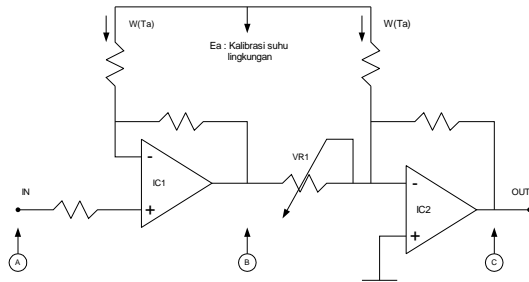 W(Ta)
W(Ta)
Ea : Kalibrasi suhu
lingkungan
-
IC1
+
VR1
-
IC2
+
IN
OUT
A
B
C